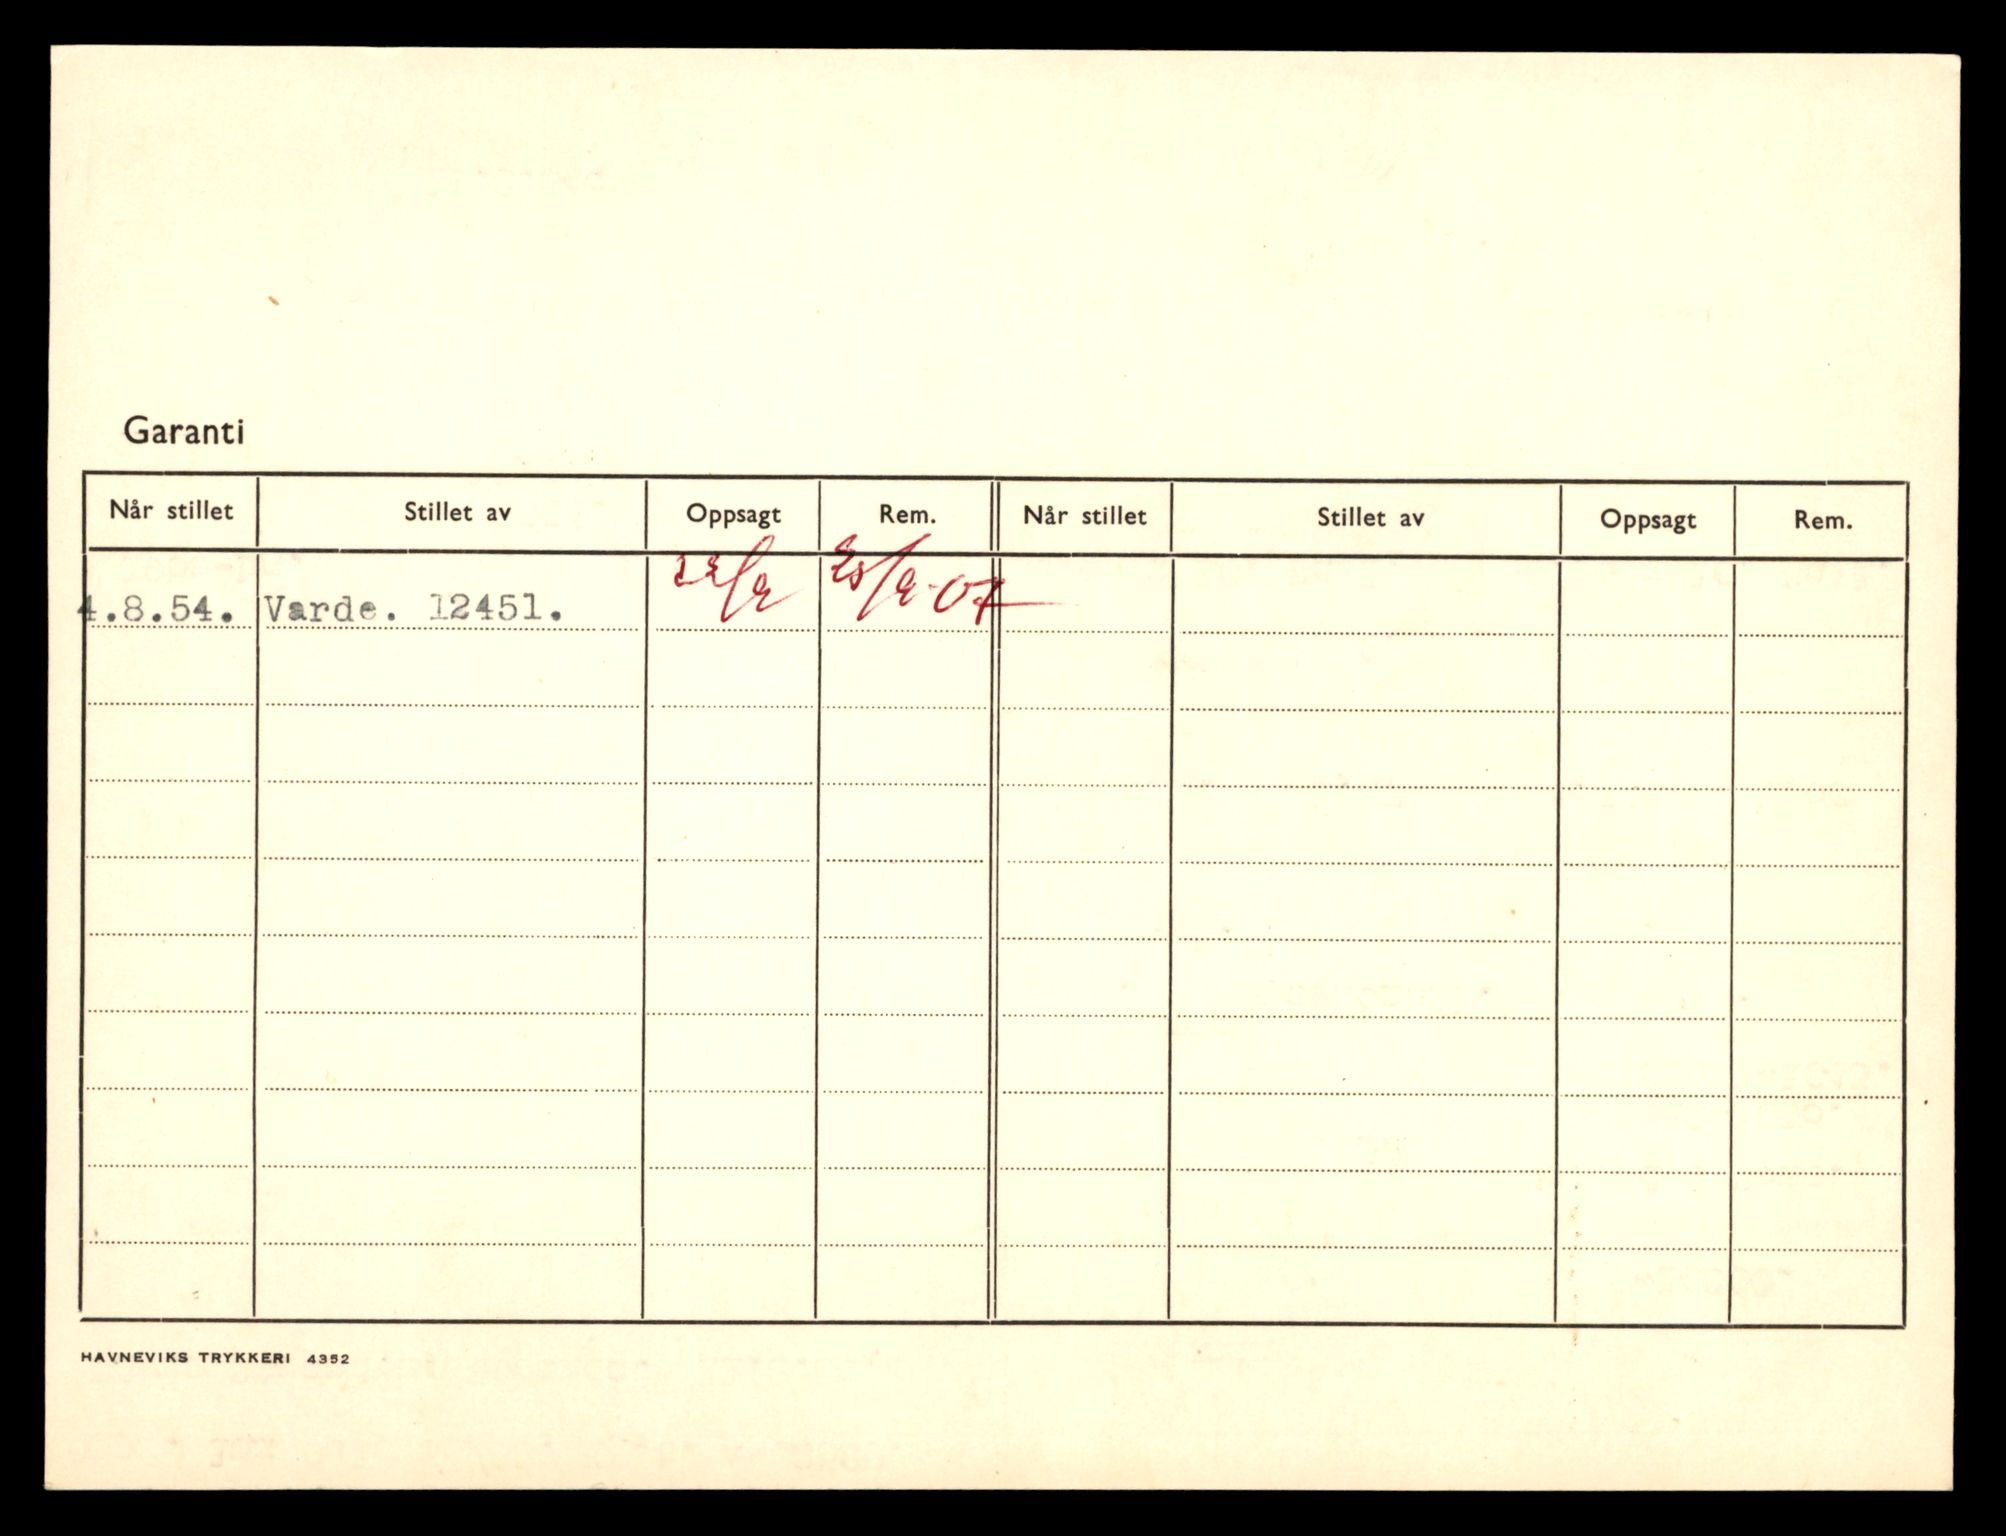 Garanti
Når stillet Stillet av Oppsagt Rem. Når stillet Stillet av Oppsagt Rem.
4.8.54. Varde. 12451.
HAVNEVIKS TRYKKERI 4352